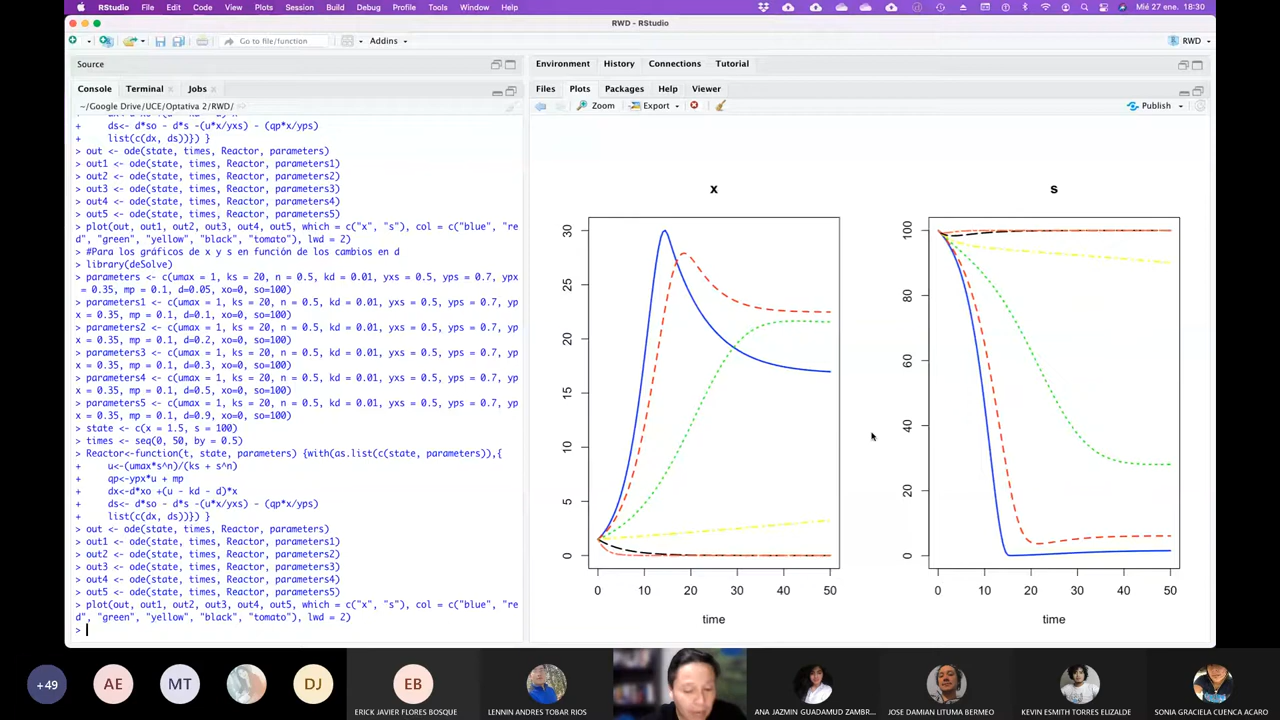 RStudio File Edit Code View Plots Session Build Debug Profile Tools Window Help Mié 27 ene. 18:30
RWD - RStudio
Go to file/function Addins RWD
Source
Console Terminal Jobs
~/Google Drive/UCE/Optativa 2/RWD/
+ ds<- d*so - d*s -(u*x/yxs) - (qp*x/yps)
+ list(c(dx, ds))}) }
> out <- ode(state, times, Reactor, parameters)
> out1 <- ode(state, times, Reactor, parameters1)
> out2 <- ode(state, times, Reactor, parameters2)
> out3 <- ode(state, times, Reactor, parameters3)
> out4 <- ode(state, times, Reactor, parameters4)
> out5 <- ode(state, times, Reactor, parameters5)
> plot(out, out1, out2, out3, out4, out5, which = c("x", "s"), col = c("blue", "re
d", "green", "yellow", "black", "tomato"), lwd = 2)
> #Para los gráficos de x y s en función de los cambios en d
> library(deSolve)
> parameters <- c(umax = 1, ks = 20, n = 0.5, kd = 0.01, yxs = 0.5, yps = 0.7, ypx
= 0.35, mp = 0.1, d=0.05, xo=0, so=100)
> parameters1 <- c(umax = 1, ks = 20, n = 0.5, kd = 0.01, yxs = 0.5, yps = 0.7, yp
x = 0.35, mp = 0.1, d=0.1, xo=0, so=100)
> parameters2 <- c(umax = 1, ks = 20, n = 0.5, kd = 0.01, yxs = 0.5, yps = 0.7, yp
x = 0.35, mp = 0.1, d=0.2, xo=0, so=100)
> parameters3 <- c(umax = 1, ks = 20, n = 0.5, kd = 0.01, yxs = 0.5, yps = 0.7, yp
x = 0.35, mp = 0.1, d=0.3, xo=0, so=100)
> parameters4 <- c(umax = 1, ks = 20, n = 0.5, kd = 0.01, yxs = 0.5, yps = 0.7, yp
x = 0.35, mp = 0.1, d=0.5, xo=0, so=100)
> parameters5 <- c(umax = 1, ks = 20, n = 0.5, kd = 0.01, yxs = 0.5, yps = 0.7, yp
x = 0.35, mp = 0.1, d=0.9, xo=0, so=100)
> state <- c(x = 1.5, s = 100)
> times <- seq(0, 50, by = 0.5)
> Reactor<-function(t, state, parameters) {with(as.list(c(state, parameters)),{
+ u<-(umax*s^n)/(ks + s^n)
+ qp<-ypx*u + mp
+ dx<-d*xo +(u - kd - d)*x
+ ds<- d*so - d*s -(u*x/yxs) - (qp*x/yps)
+ list(c(dx, ds))}) }
> out <- ode(state, times, Reactor, parameters)
> out1 <- ode(state, times, Reactor, parameters1)
> out2 <- ode(state, times, Reactor, parameters2)
> out3 <- ode(state, times, Reactor, parameters3)
> out4 <- ode(state, times, Reactor, parameters4)
> out5 <- ode(state, times, Reactor, parameters5)
> plot(out, out1, out2, out3, out4, out5, which = c("x", "s"), col = c("blue", "re
d", "green", "yellow", "black", "tomato"), lwd = 2)
>
Environment History Connections Tutorial
Files Plots Packages Help Viewer
Zoom Export Publish
x
30
25
20
15
10
5
0
0 10 20 30 40 50
time
s
100
80
60
40
20
0
0 10 20 30 40 50
time
+49 AE MT DJ EB
ERICK JAVIER FLORES BOSQUE LENNIN ANDRES TOBAR RIOS ANA JAZMIN GUADAMUD ZAMBR... JOSE DAMIAN LITUMA BERMEO KEVIN ESMITH TORRES ELIZALDE SONIA GRACIELA CUENCA ACARO